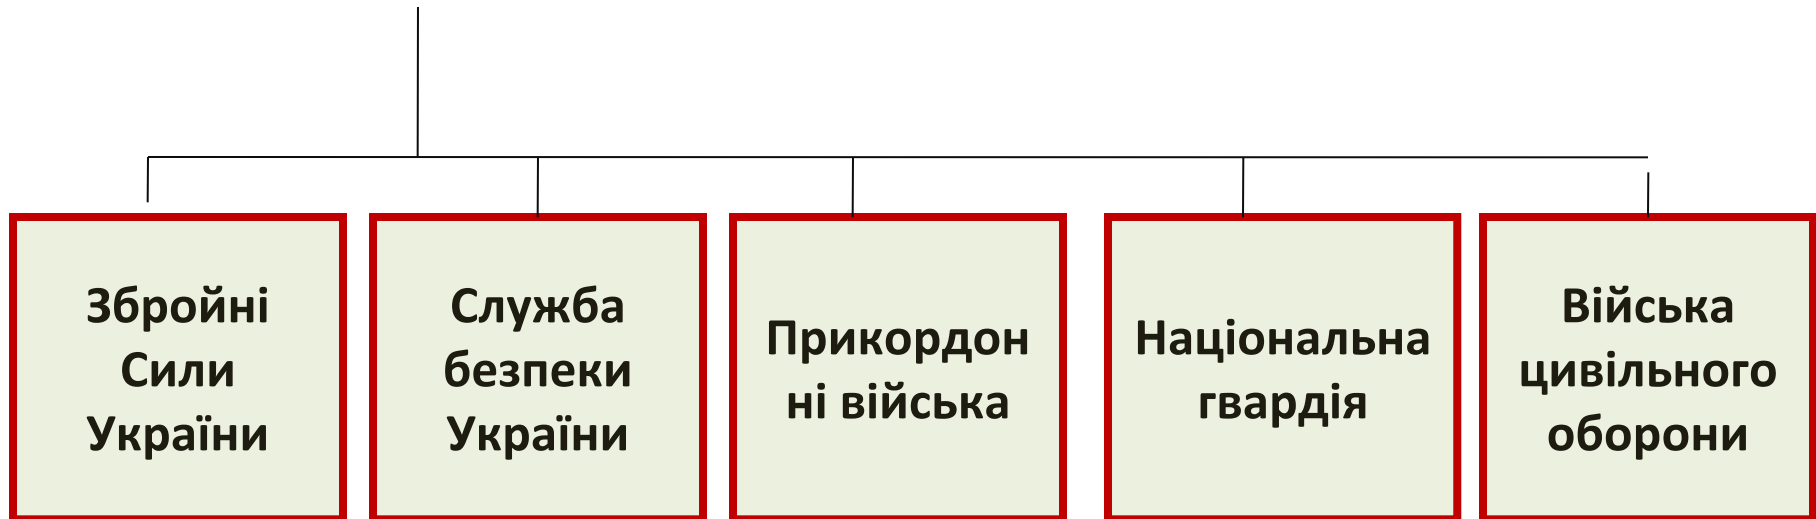 Збройні
Сили
України
Служба
безпеки
України
Прикордон
ні війська
Національна
гвардія
Війська
цивільного
оборони